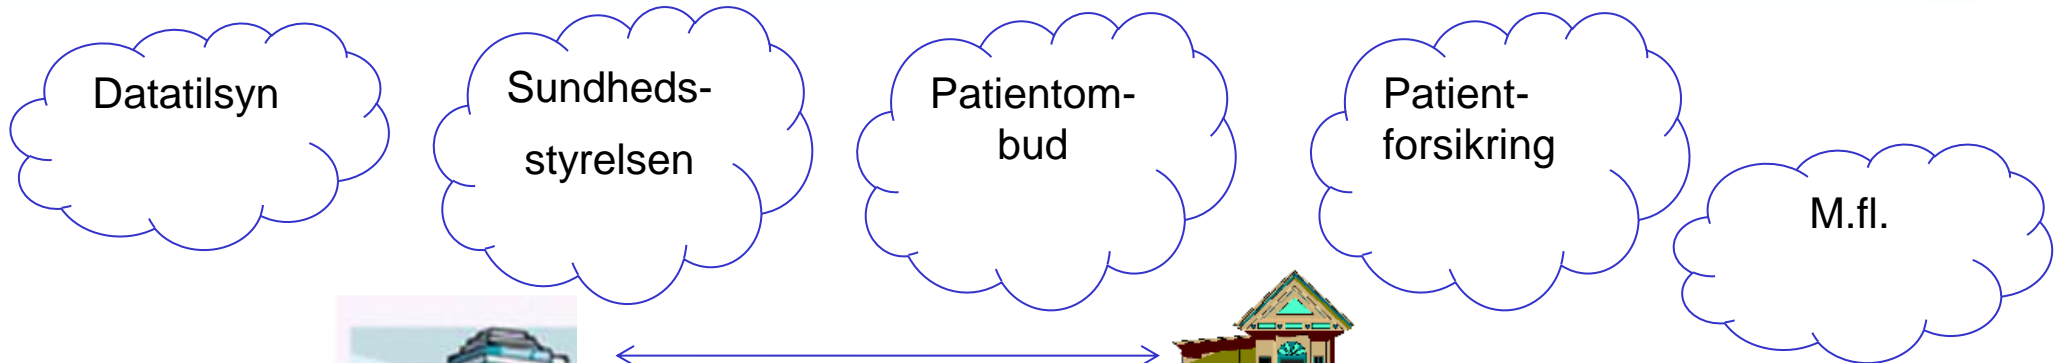 Datatilsyn
Sundheds-
styrelsen
Patientom-
bud
Patient-
forsikring
M.fl.